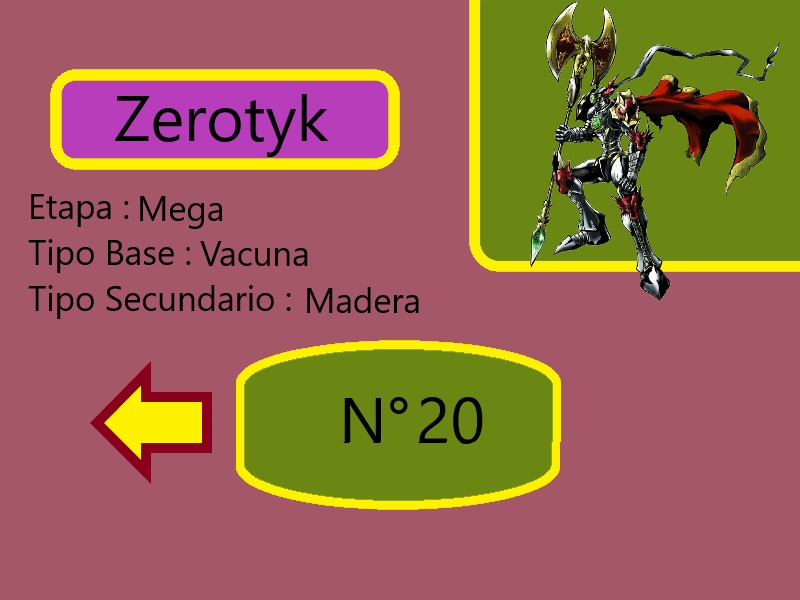 Zerotyk
Etapa : Mega
Tipo Base : Vacuna
Tipo Secundario : Madera
N°20